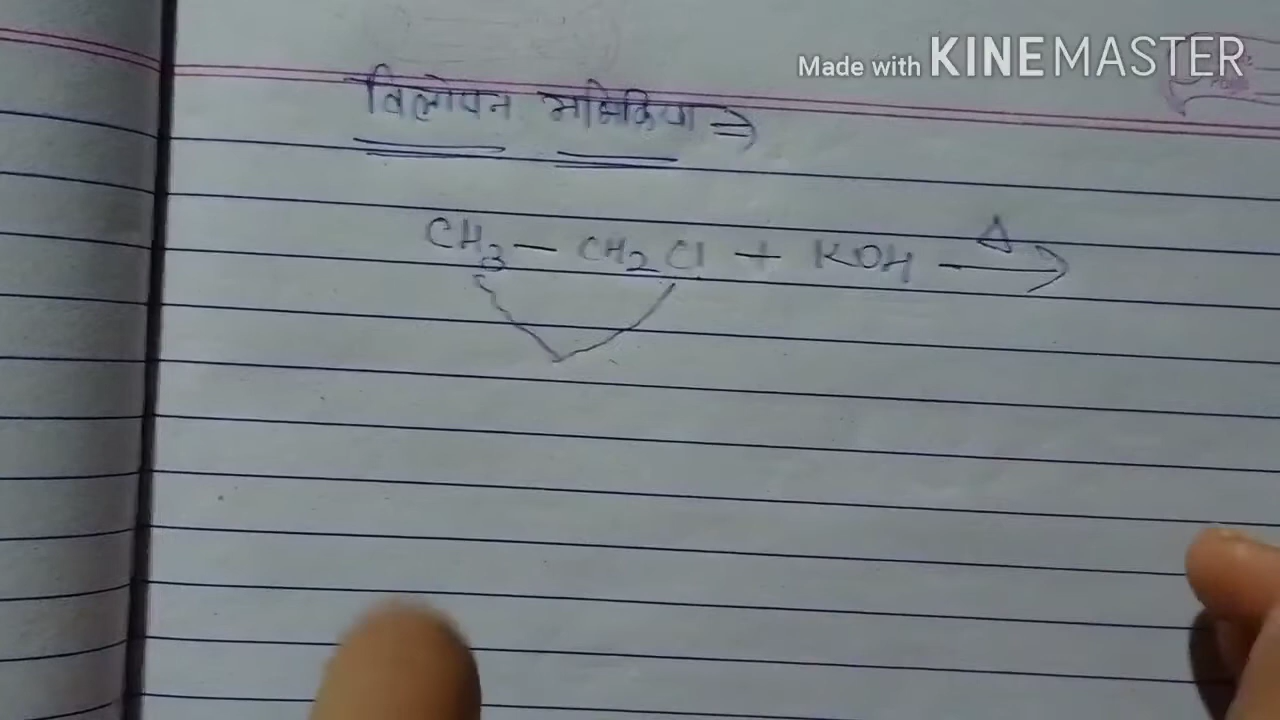 Made with KINEMASTER
विलोपन अभिक्रिया ⇒
CH₃ — CH₂Cl + KOH —Δ→